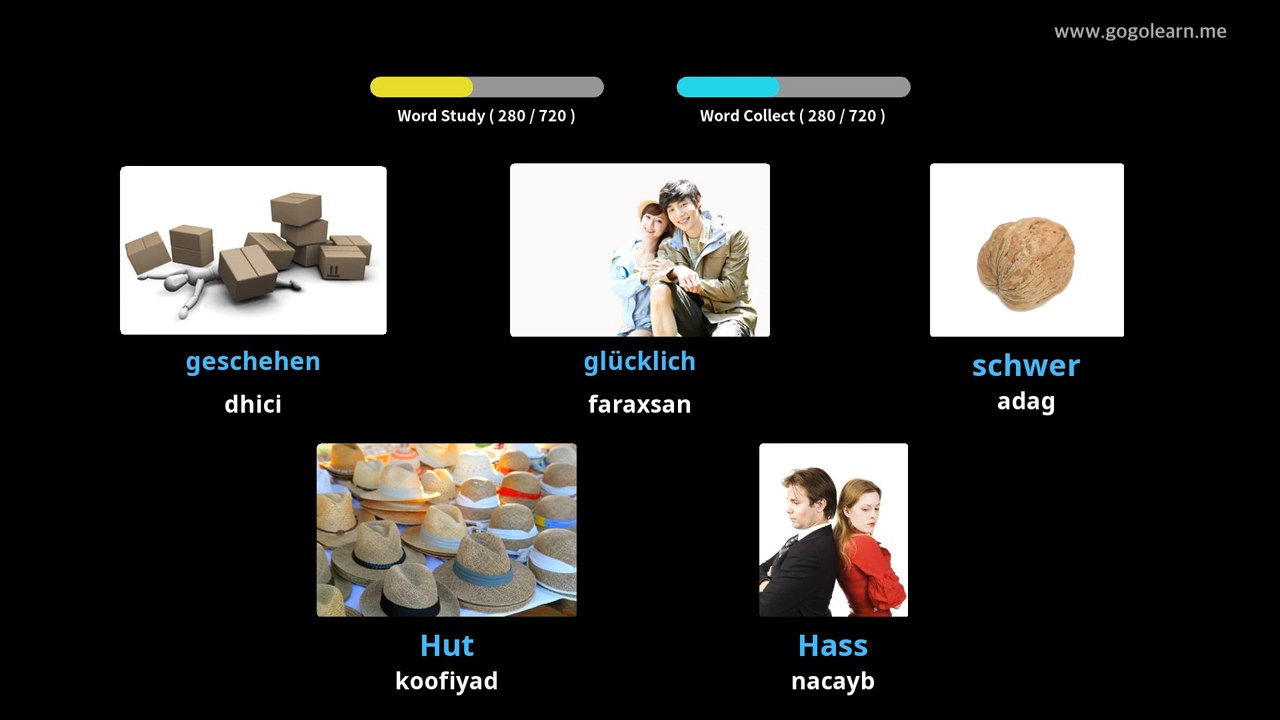 www.gogolearn.me
Word Study ( 280 / 720 )
Word Collect ( 280 / 720 )
geschehen
dhici
glücklich
faraxsan
schwer
adag
Hut
koofiyad
Hass
nacayb